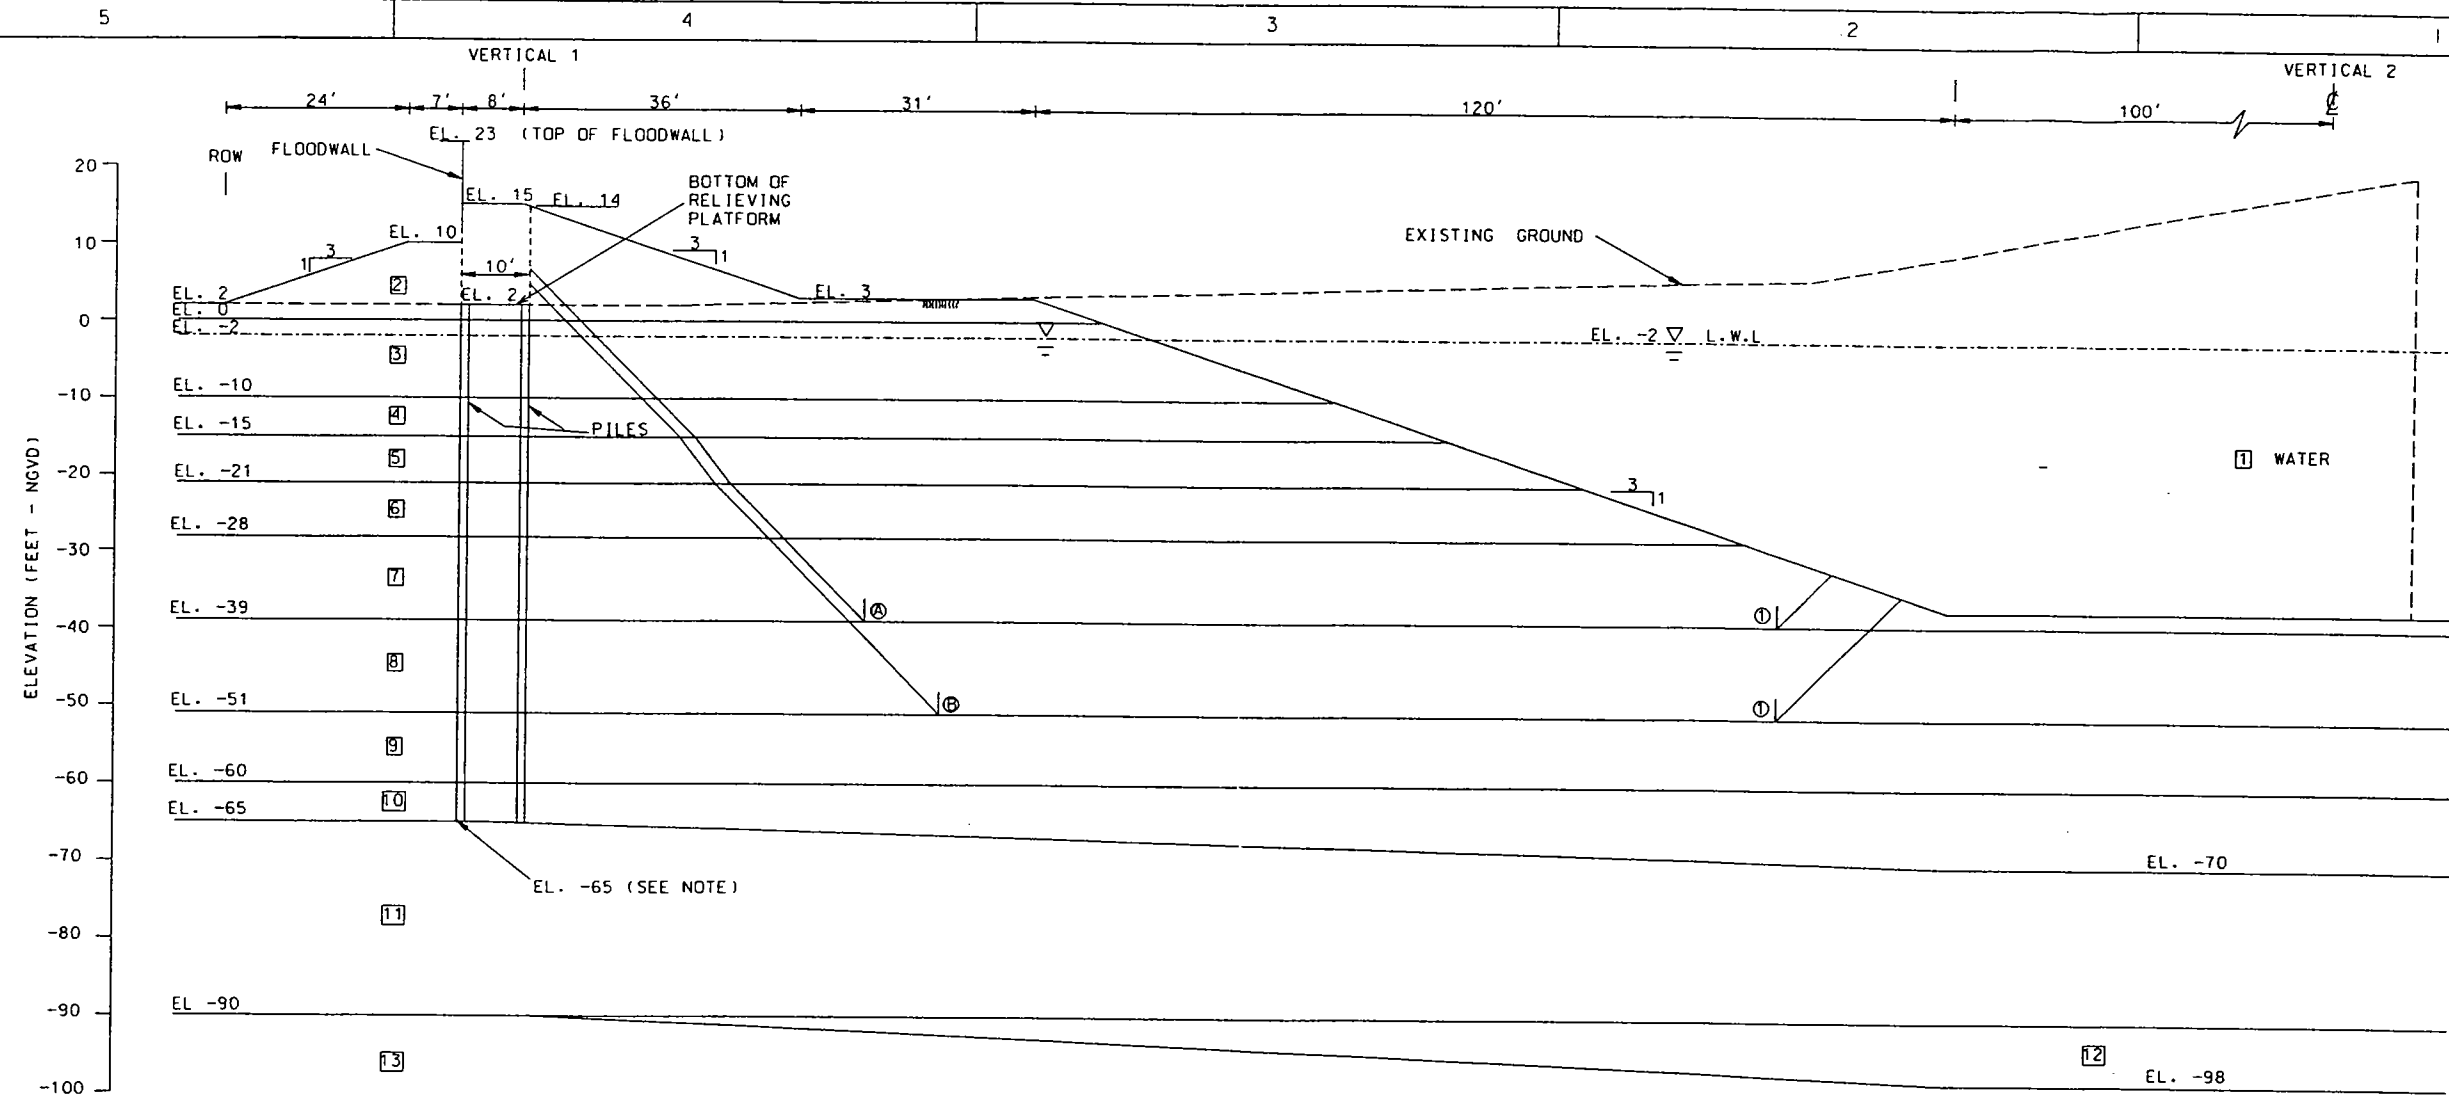 5 4 3 2 1
VERTICAL 1
VERTICAL 2
24' 7' 8' 36' 31' 120' 100' ℄
EL. 23 (TOP OF FLOODWALL)
ROW FLOODWALL
BOTTOM OF
RELIEVING
PLATFORM
EL. 15 EL. 14
EL. 10
3
1
3
1
EXISTING GROUND
10'
2
EL. 2
EL. 2
EL. 3
EL. 0
EL. -2
EL. -2 L.W.L
3
EL. -10
4
EL. -15
PILES
5
1 WATER
EL. -21
3
1
6
EL. -28
7
EL. -39
A
1
8
EL. -51
B
1
9
EL. -60
10
EL. -65
EL. -70
EL. -65 (SEE NOTE)
11
EL -90
13
12
EL. -98
20
10
0
-10
-20
-30
-40
-50
-60
-70
-80
-90
-100
ELEVATION (FEET - NGVD)